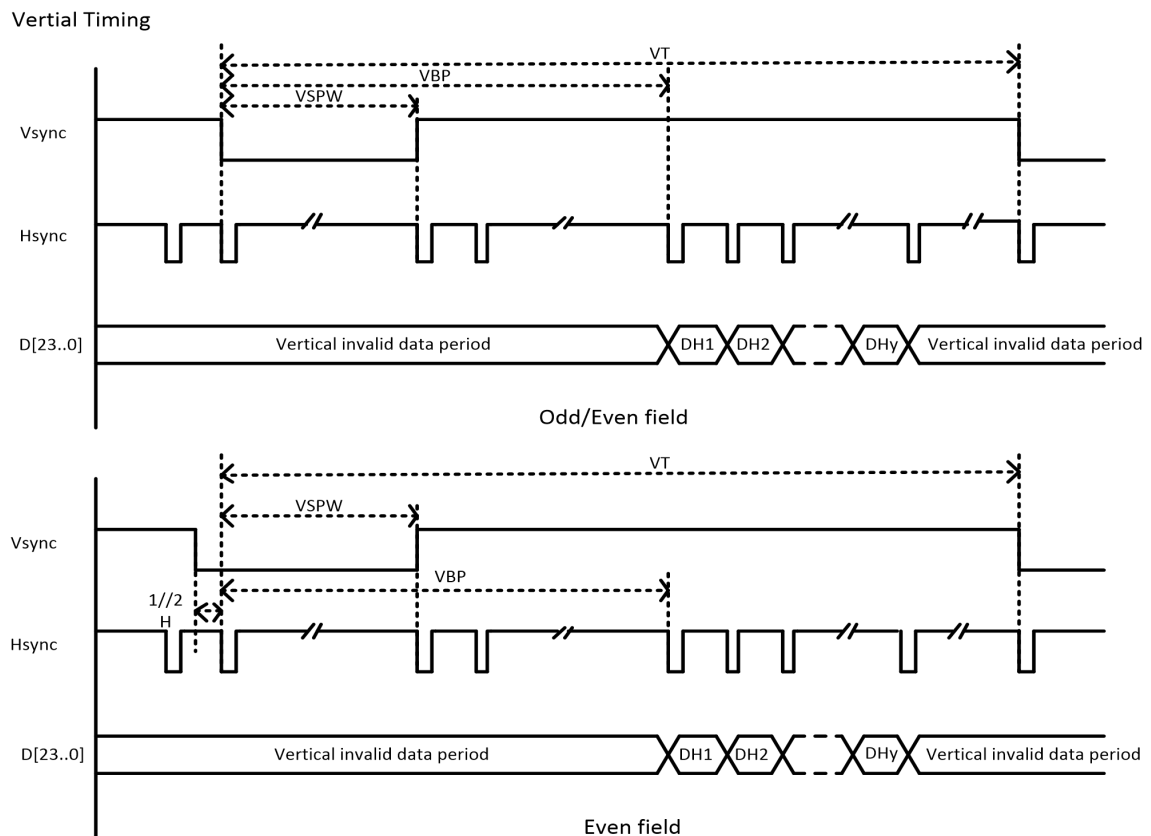 Vertial Timing
VT
VBP
VSPW
Vsync
Hsync
D[23..0]
Vertical invalid data period
DH1
DH2
DHy
Vertical invalid data period
Odd/Even field
VT
VSPW
Vsync
VBP
1//2
H
Hsync
D[23..0]
Vertical invalid data period
DH1
DH2
DHy
Vertical invalid data period
Even field